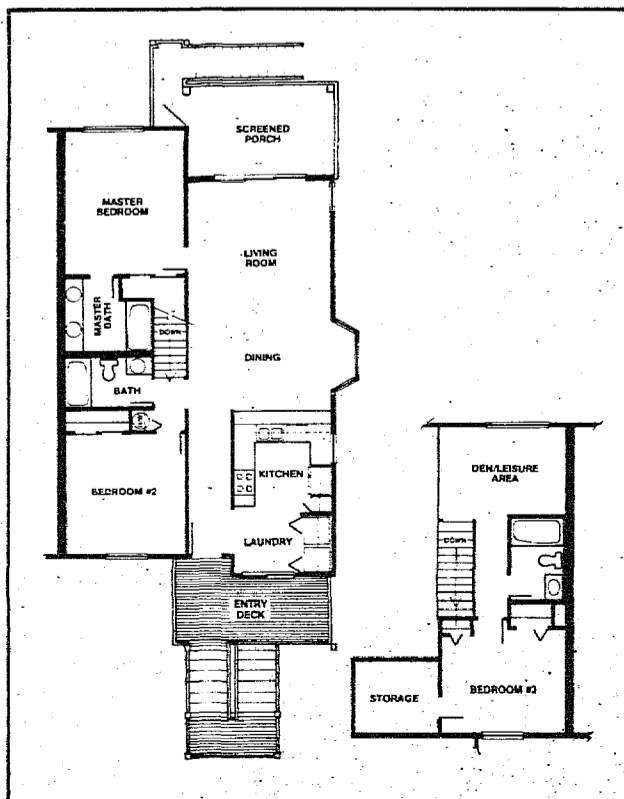 SCREENED
PORCH
MASTER
BEDROOM
LIVING
ROOM
MASTER
BATH
DOWN
DINING
BATH
KITCHEN
BEDROOM #2
LAUNDRY
ENTRY
DECK
DEN/LEISURE
AREA
DOWN
STORAGE
BEDROOM #3